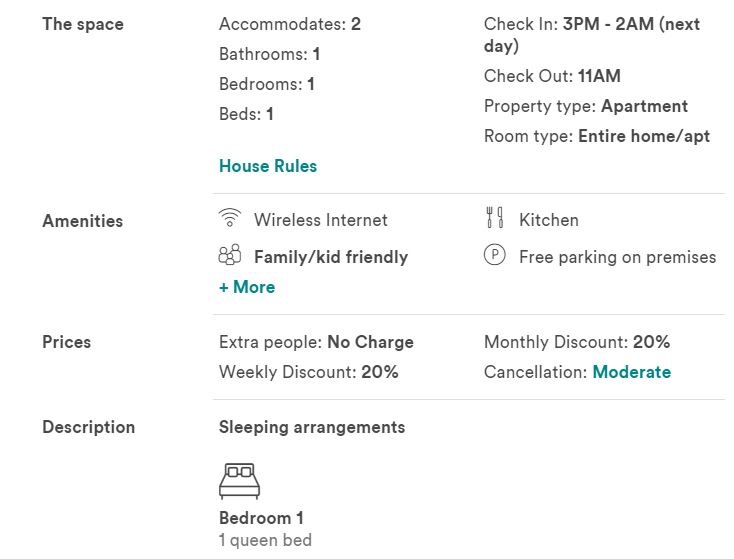 The space
Accommodates: 2
Bathrooms: 1
Bedrooms: 1
Beds: 1
House Rules
Check In: 3PM - 2AM (next
day)
Check Out: 11AM
Property type: Apartment
Room type: Entire home/apt
Amenities
Wireless Internet
Family/kid friendly
+ More
Kitchen
P
Free parking on premises
Prices
Extra people: No Charge
Weekly Discount: 20%
Monthly Discount: 20%
Cancellation: Moderate
Description
Sleeping arrangements
Bedroom 1
1 queen bed